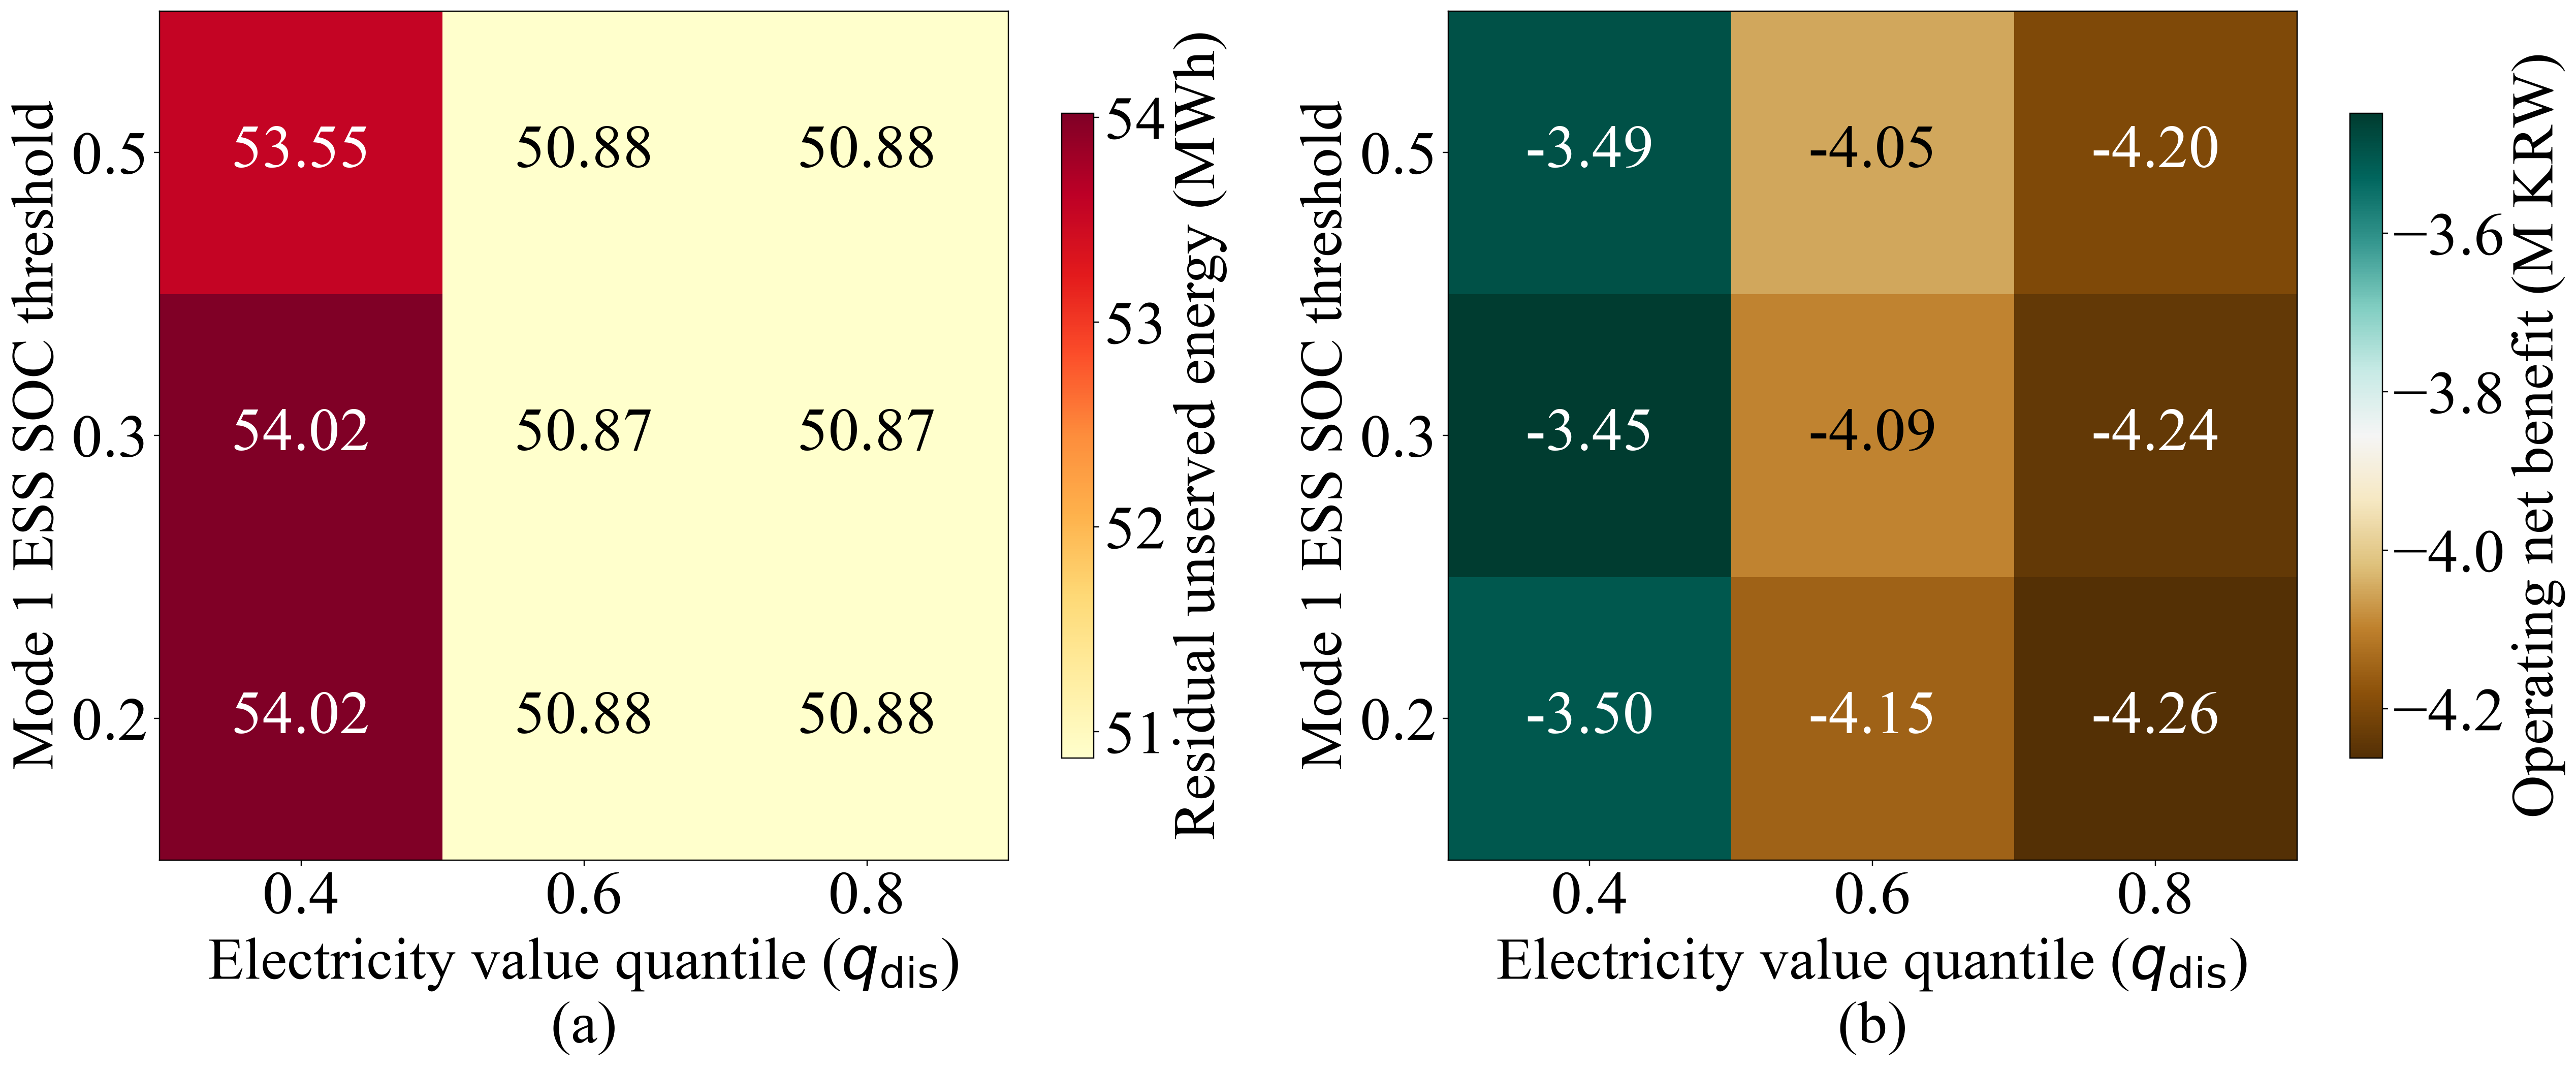 Mode 1 ESS SOC threshold
0.5
53.55 50.88 50.88
0.3
54.02 50.87 50.87
0.2
54.02 50.88 50.88
0.4 0.6 0.8
Electricity value quantile (q_dis)
(a)
54
53
52
51
Residual unserved energy (MWh)
Mode 1 ESS SOC threshold
0.5
-3.49 -4.05 -4.20
0.3
-3.45 -4.09 -4.24
0.2
-3.50 -4.15 -4.26
0.4 0.6 0.8
Electricity value quantile (q_dis)
(b)
−3.6
−3.8
−4.0
−4.2
Operating net benefit (M KRW)